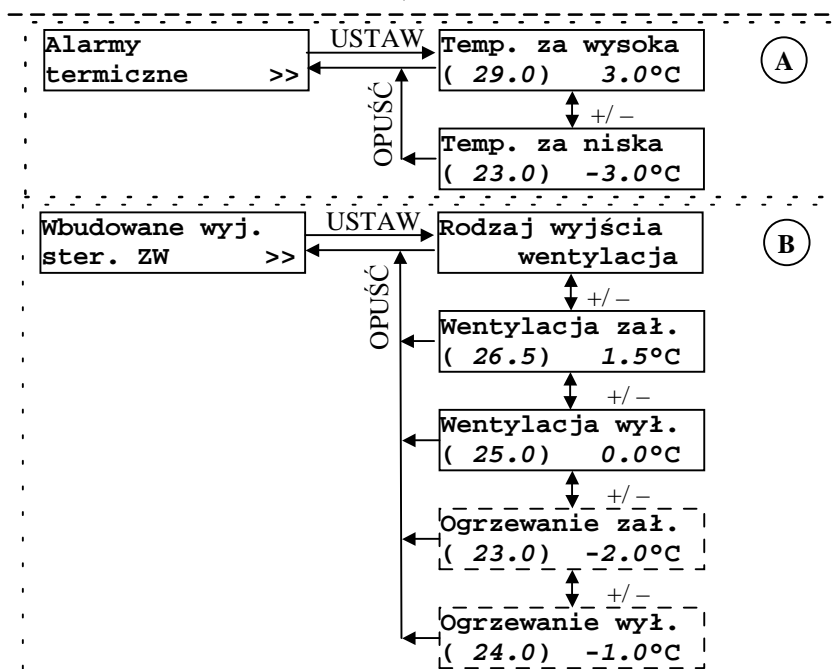 Alarmy
termiczne >>
USTAW
OPUŚĆ
Temp. za wysoka
( 29.0) 3.0°C
+/ –
Temp. za niska
( 23.0) -3.0°C
A
Wbudowane wyj.
ster. ZW >>
USTAW
OPUŚĆ
Rodzaj wyjścia
wentylacja
B
+/ –
Wentylacja zał.
( 26.5) 1.5°C
+/ –
Wentylacja wył.
( 25.0) 0.0°C
+/ –
Ogrzewanie zał.
( 23.0) -2.0°C
+/ –
Ogrzewanie wył.
( 24.0) -1.0°C